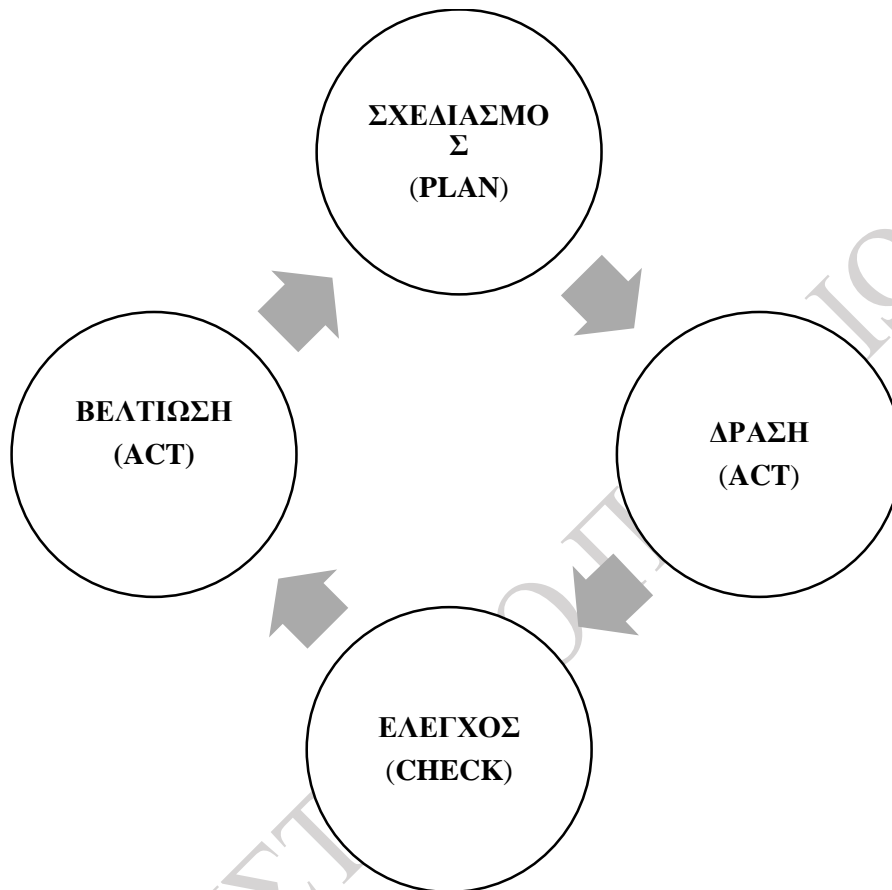 ΣΧΕΔΙΑΣΜΟ
Σ
(PLAN)
ΒΕΛΤΙΩΣΗ
(ACT)
ΔΡΑΣΗ
(ACT)
ΕΛΕΓΧΟΣ
(CHECK)